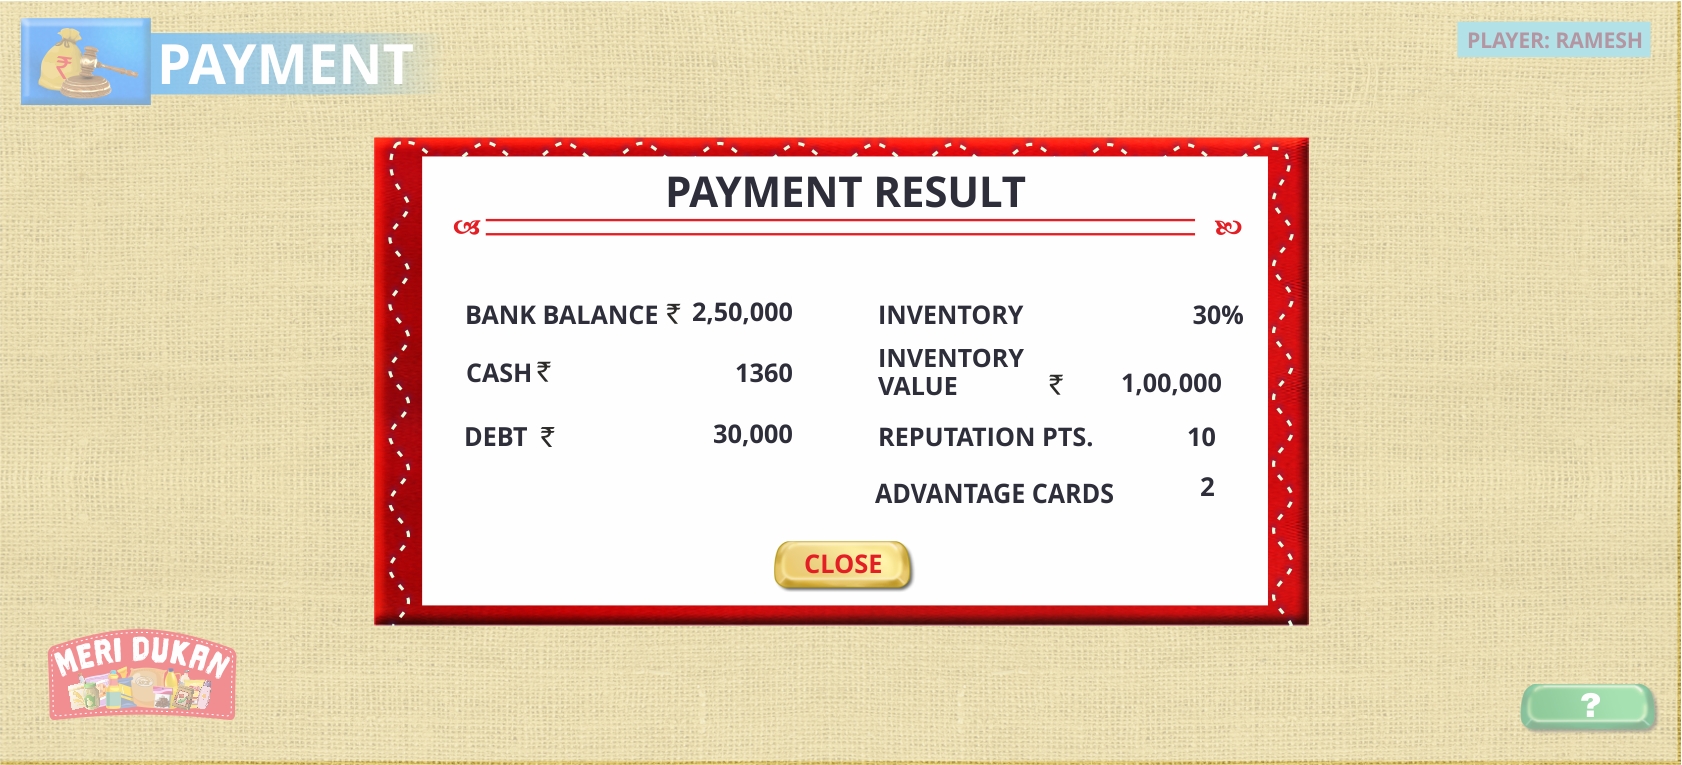 PAYMENT
PLAYER: RAMESH
PAYMENT RESULT
BANK BALANCE ₹ 2,50,000
CASH ₹ 1360
DEBT ₹ 30,000
INVENTORY 30%
INVENTORY
VALUE ₹ 1,00,000
REPUTATION PTS. 10
ADVANTAGE CARDS 2
CLOSE
MERI DUKAN
?